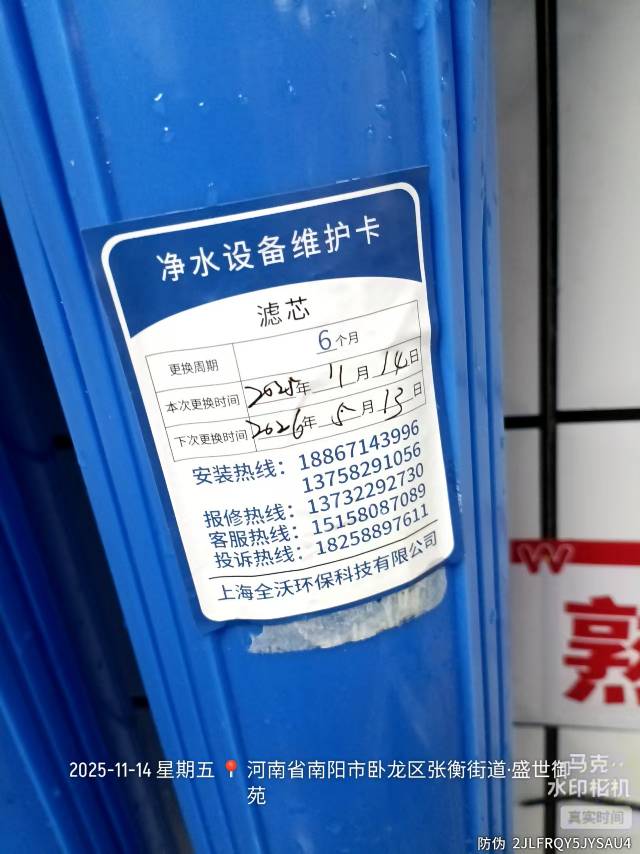 净水设备维护卡
滤芯
更换周期 6个月
本次更换时间 2025年 11月 14日
下次更换时间 2026年 5月 13日
安装热线：18867143996
13758291056
报修热线：13732292730
客服热线：15158087089
投诉热线：18258897611
上海全沃环保科技有限公司
熟
2025-11-14 星期五 河南省南阳市卧龙区张衡街道·盛世御
苑
马克
水印相机
真实时间
防伪 2JLFRQY5JYSAU4